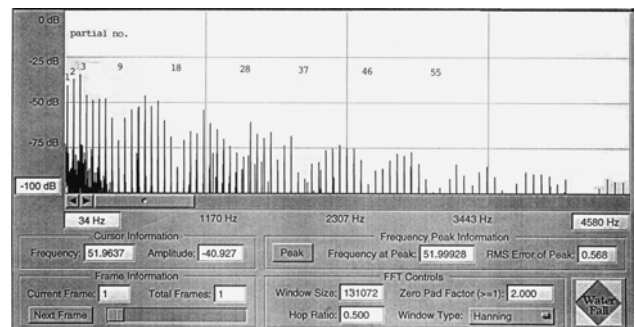 0 dB
partial no.
-25 dB
1 2 3 9 18 28 37 46 55
-50 dB
-75 dB
-100 dB
34 Hz 1170 Hz 2307 Hz 3443 Hz 4580 Hz
Cursor Information
Frequency: 51.9637 Amplitude: -40.927
Frequency Peak Information
Peak Frequency at Peak: 51.99928 RMS Error of Peak: 0.568
Frame Information
Current Frame: 1 Total Frames: 1
Next Frame
FFT Controls
Window Size: 131072 Zero Pad Factor (>=1): 2.000
Hop Ratio: 0.500 Window Type: Hanning
Water
Fall